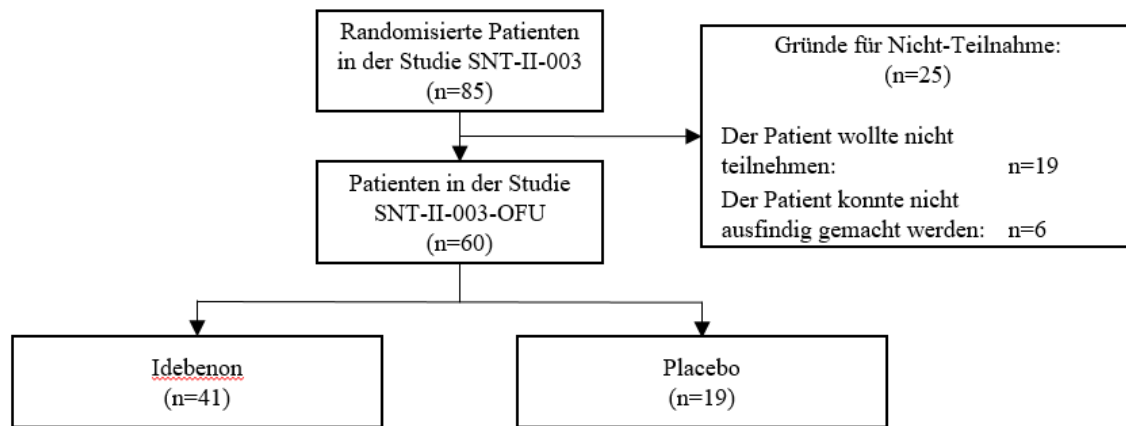 Randomisierte Patienten
in der Studie SNT-II-003
(n=85)
Gründe für Nicht-Teilnahme:
(n=25)
Der Patient wollte nicht
teilnehmen: n=19
Der Patient konnte nicht
ausfindig gemacht werden: n=6
Patienten in der Studie
SNT-II-003-OFU
(n=60)
Idebenon
(n=41)
Placebo
(n=19)